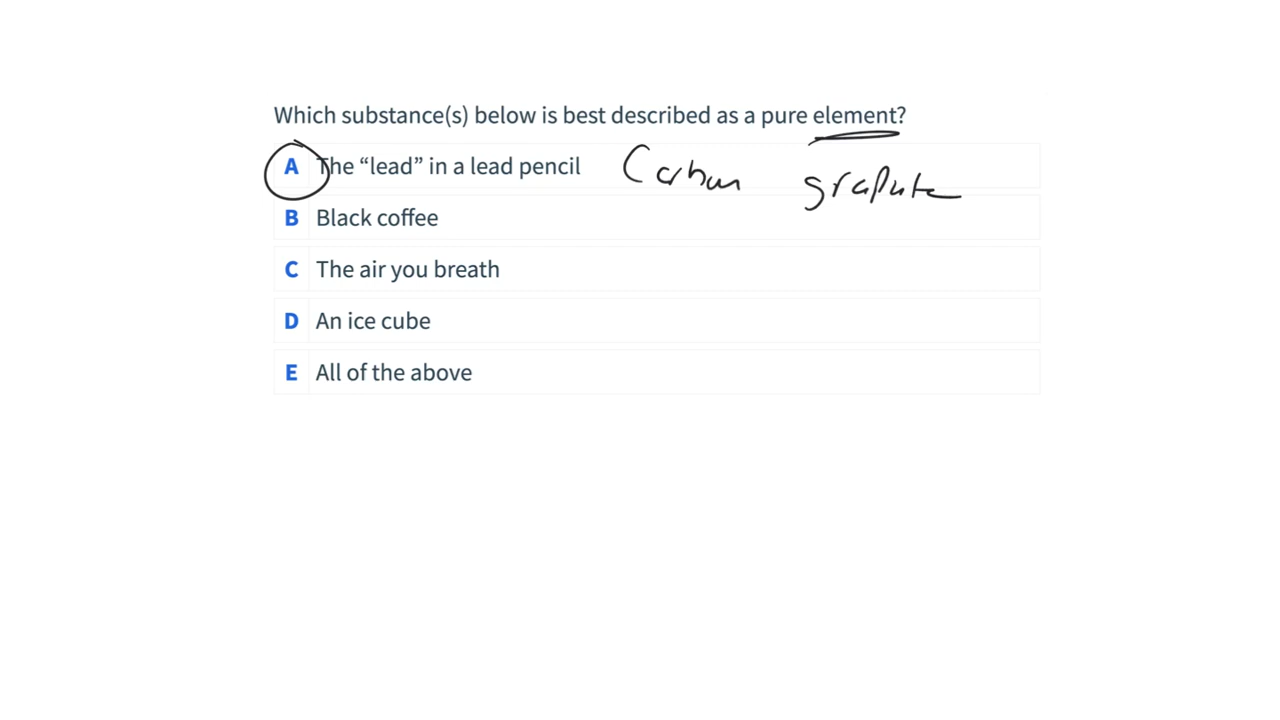 Which substance(s) below is best described as a pure element?
A The “lead” in a lead pencil Carbon graphite
B Black coffee
C The air you breath
D An ice cube
E All of the above